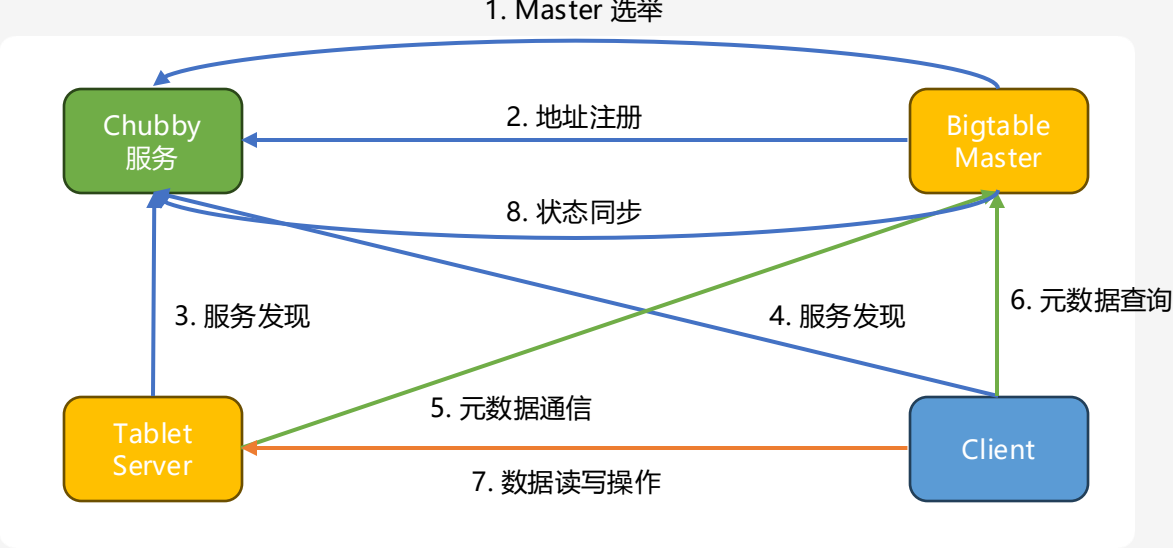 1. Master 选举
Chubby
服务
2. 地址注册
Bigtable
Master
8. 状态同步
3. 服务发现
4. 服务发现
6. 元数据查询
5. 元数据通信
Tablet
Server
Client
7. 数据读写操作